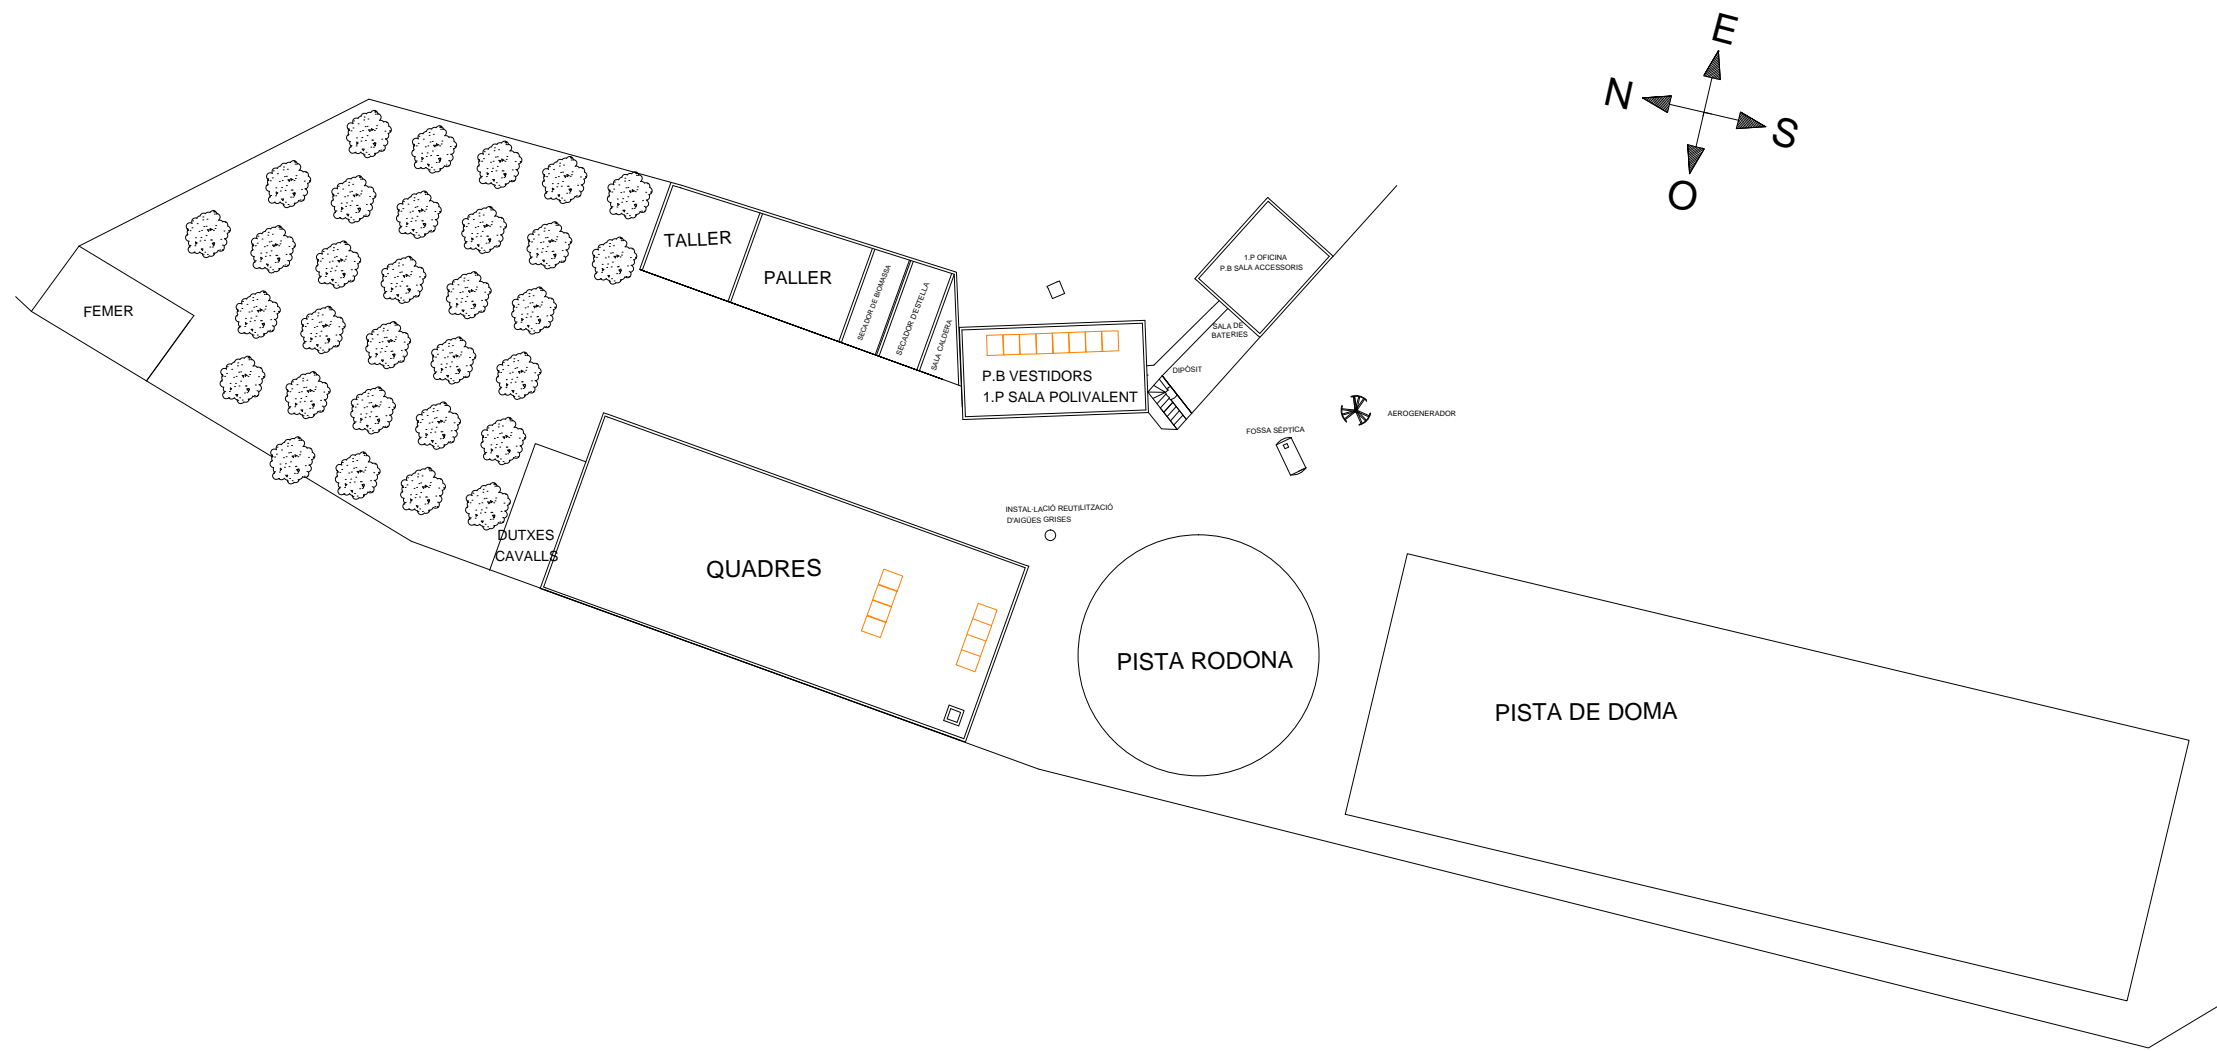 E
N
S
O
TALLER
PALLER
SECADOR DE BIOMASSA
SECADOR D'ESTELLA
SALA CALDERA
1.P OFICINA
P.B SALA ACCESSORIS
SALA DE
BATERIES
DIPÒSIT
FEMER
P.B VESTIDORS
1.P SALA POLIVALENT
AEROGENERADOR
FOSSA SÈPTICA
INSTAL·LACIÓ REUTILITZACIÓ
D'AIGÜES GRISES
DUTXES
CAVALLS
QUADRES
PISTA RODONA
PISTA DE DOMA